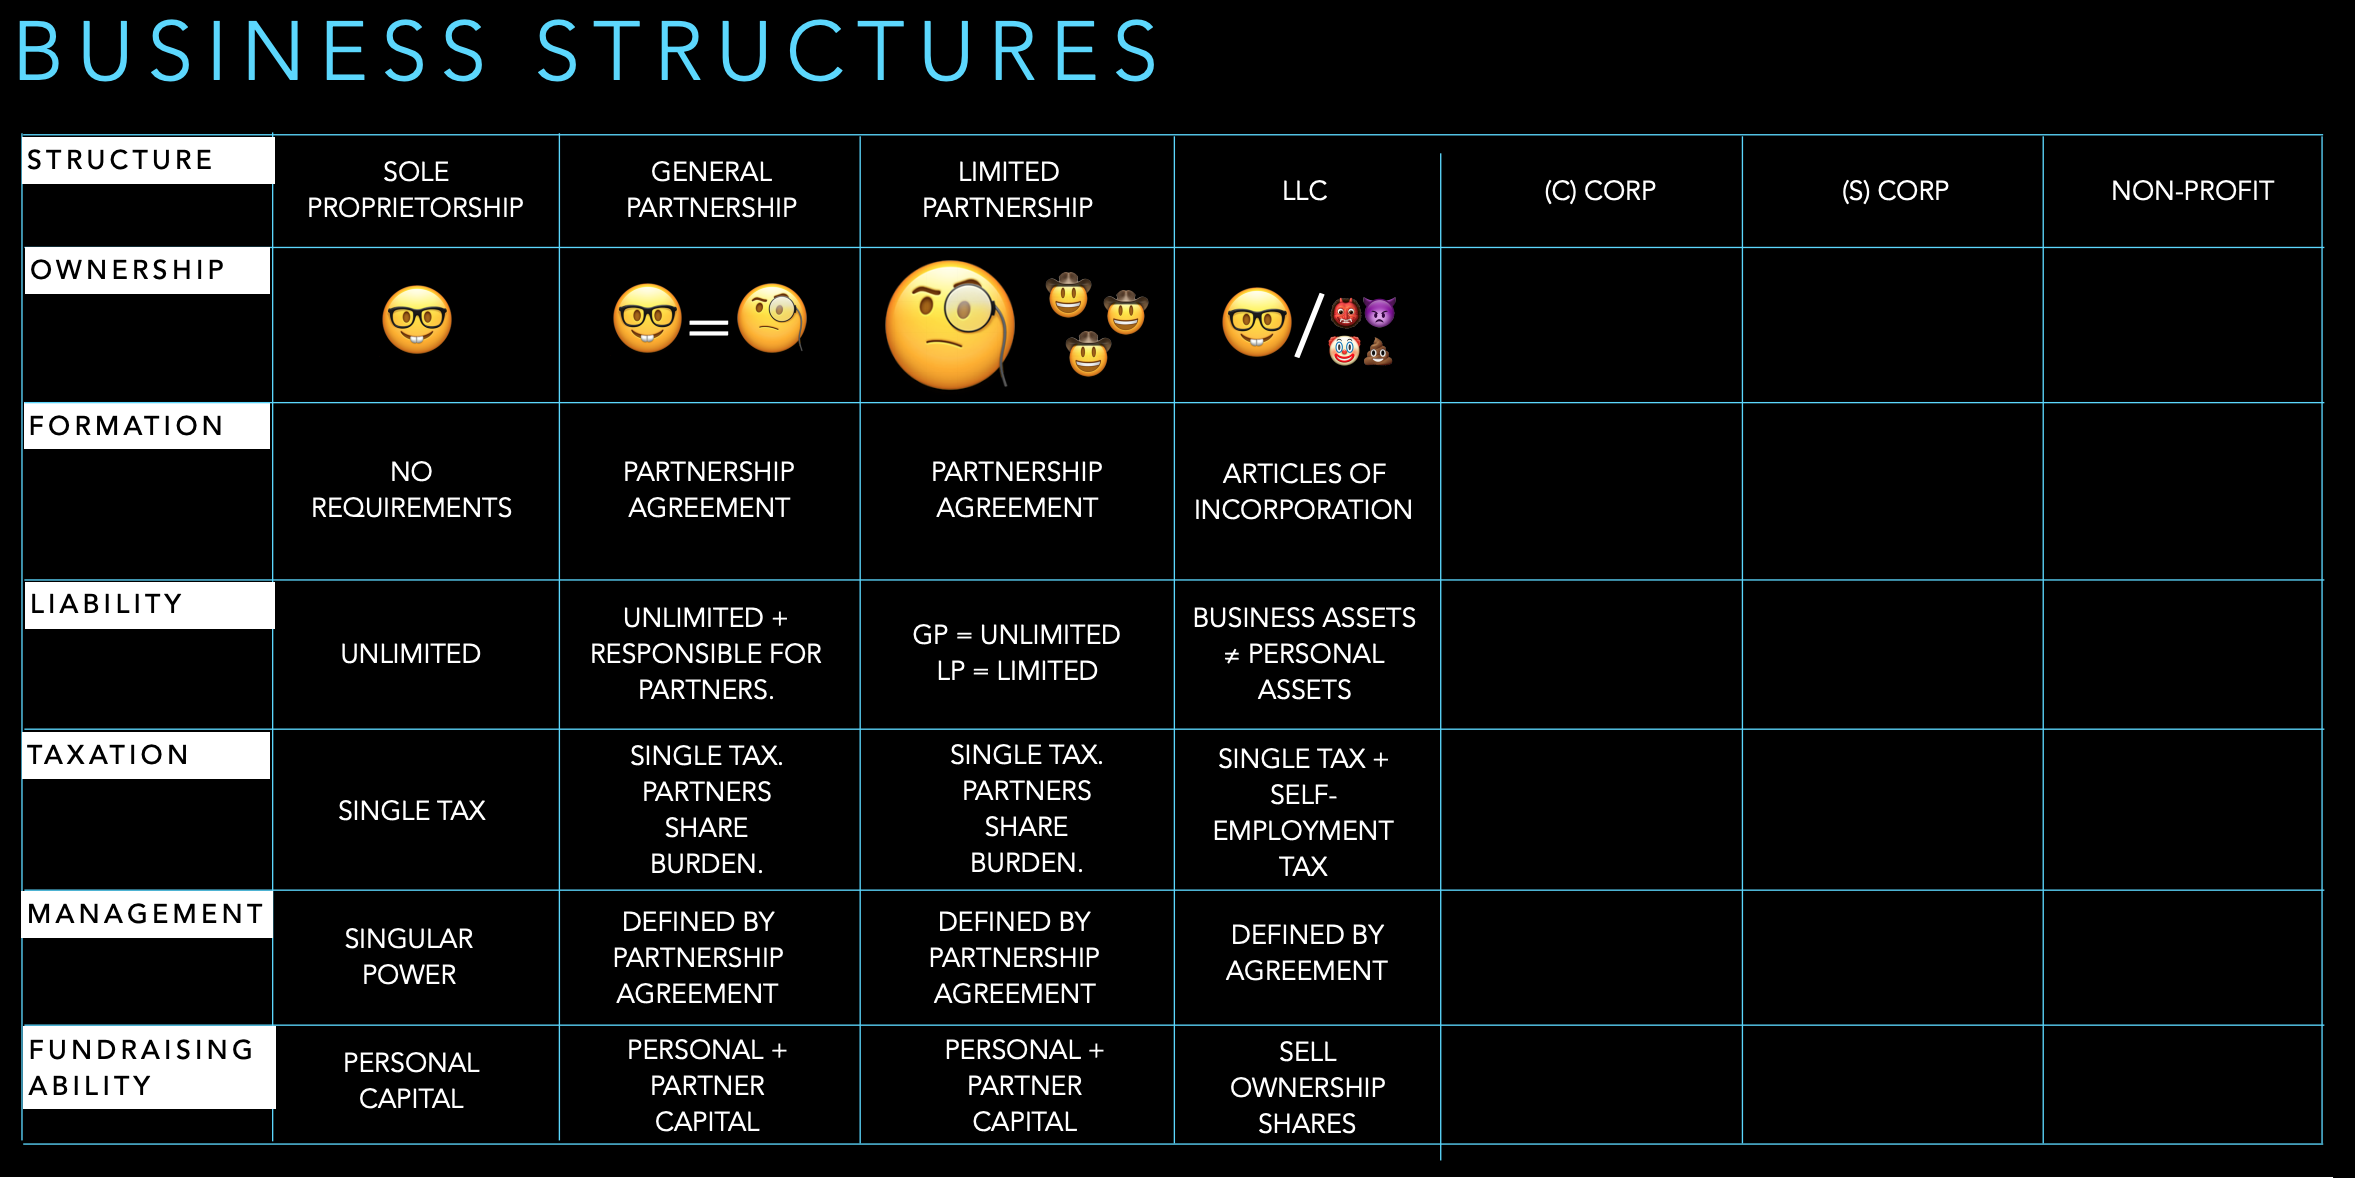 BUSINESS STRUCTURES
STRUCTURE
SOLE
PROPRIETORSHIP
GENERAL
PARTNERSHIP
LIMITED
PARTNERSHIP
LLC
(C) CORP
(S) CORP
NON-PROFIT
OWNERSHIP
=
/
FORMATION
NO
REQUIREMENTS
PARTNERSHIP
AGREEMENT
PARTNERSHIP
AGREEMENT
ARTICLES OF
INCORPORATION
LIABILITY
UNLIMITED
UNLIMITED +
RESPONSIBLE FOR
PARTNERS.
GP = UNLIMITED
LP = LIMITED
BUSINESS ASSETS
≠ PERSONAL
ASSETS
TAXATION
SINGLE TAX
SINGLE TAX.
PARTNERS
SHARE
BURDEN.
SINGLE TAX.
PARTNERS
SHARE
BURDEN.
SINGLE TAX +
SELF-
EMPLOYMENT
TAX
MANAGEMENT
SINGULAR
POWER
DEFINED BY
PARTNERSHIP
AGREEMENT
DEFINED BY
PARTNERSHIP
AGREEMENT
DEFINED BY
AGREEMENT
FUNDRAISING
ABILITY
PERSONAL
CAPITAL
PERSONAL +
PARTNER
CAPITAL
PERSONAL +
PARTNER
CAPITAL
SELL
OWNERSHIP
SHARES